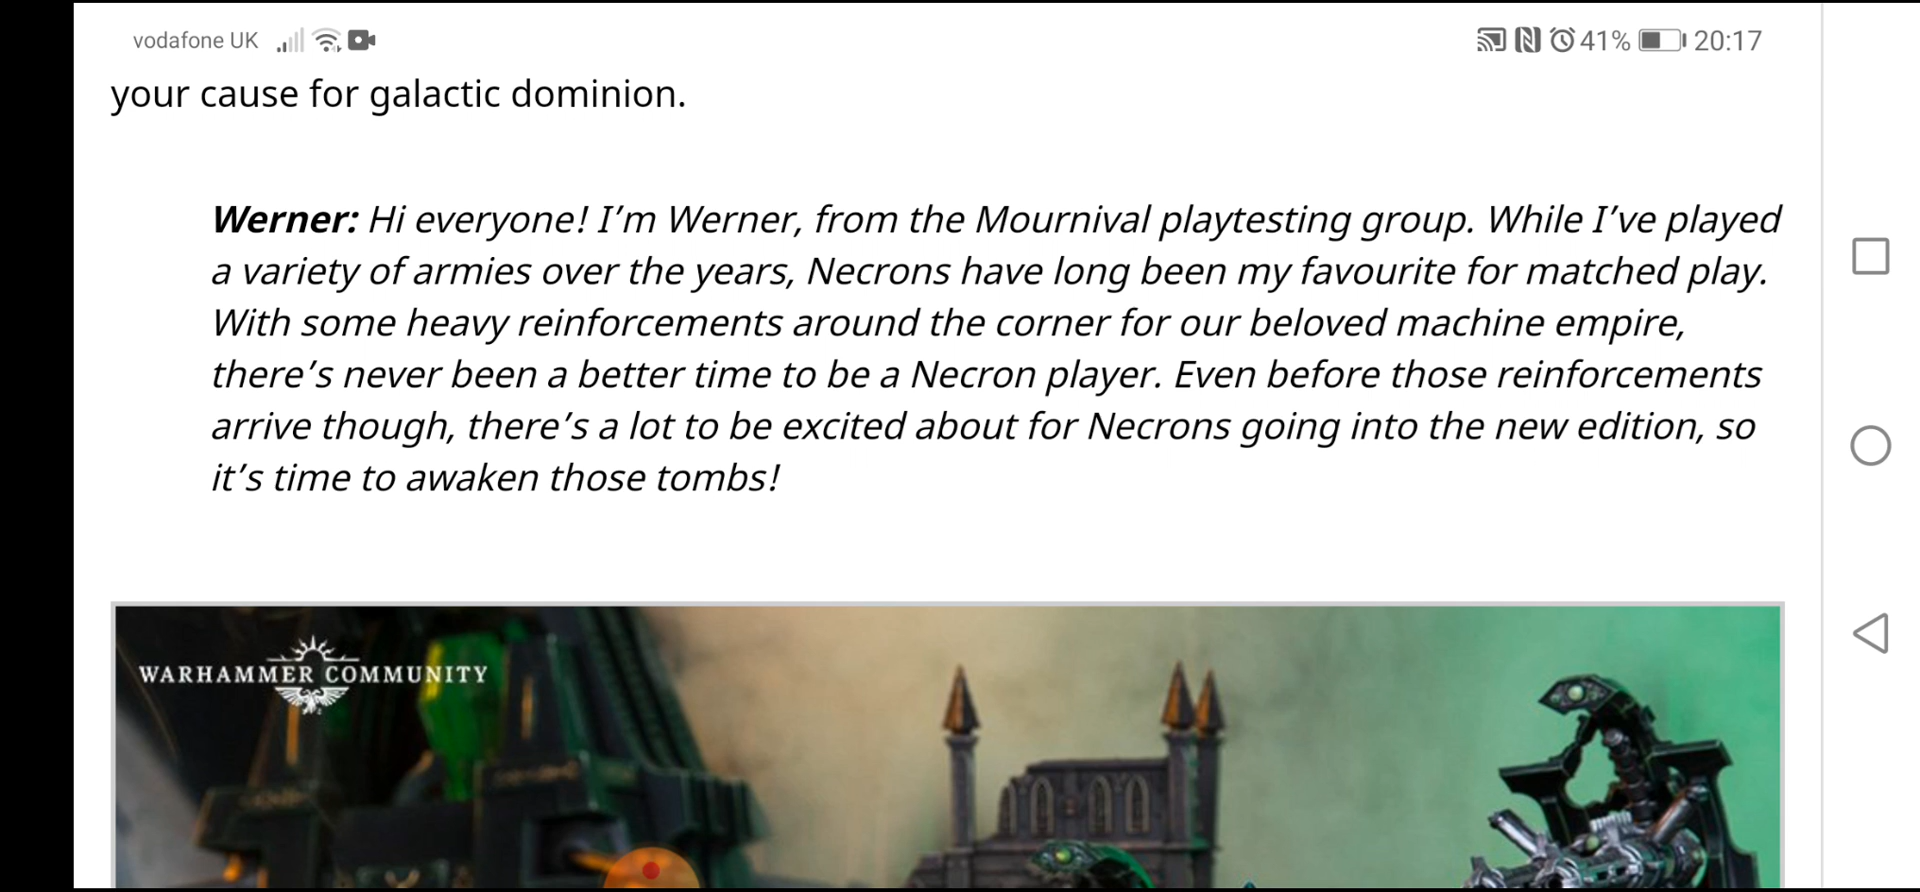 vodafone UK 41% 20:17
your cause for galactic dominion.
Werner: Hi everyone! I’m Werner, from the Mournival playtesting group. While I’ve played
a variety of armies over the years, Necrons have long been my favourite for matched play.
With some heavy reinforcements around the corner for our beloved machine empire,
there’s never been a better time to be a Necron player. Even before those reinforcements
arrive though, there’s a lot to be excited about for Necrons going into the new edition, so
it’s time to awaken those tombs!
WARHAMMER COMMUNITY